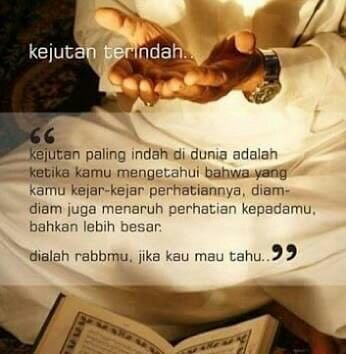 kejutan terindah..
“
kejutan paling indah di dunia adalah
ketika kamu mengetahui bahwa yang
kamu kejar-kejar perhatiannya, diam-
diam juga menaruh perhatian kepadamu,
bahkan lebih besar.
dialah rabbmu, jika kau mau tahu..”